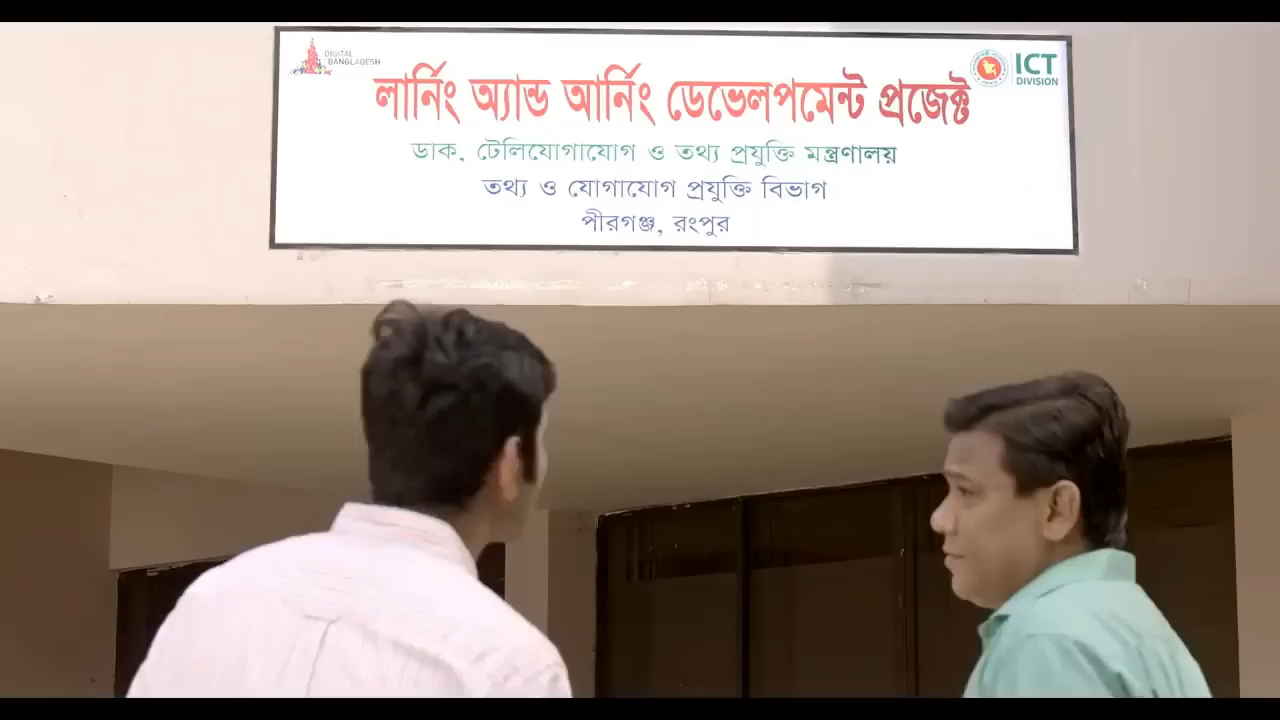 DIGITAL
BANGLADESH
ICT
DIVISION
লার্নিং অ্যান্ড আর্নিং ডেভেলপমেন্ট প্রজেক্ট
ডাক, টেলিযোগাযোগ ও তথ্য প্রযুক্তি মন্ত্রণালয়
তথ্য ও যোগাযোগ প্রযুক্তি বিভাগ
পীরগঞ্জ, রংপুর